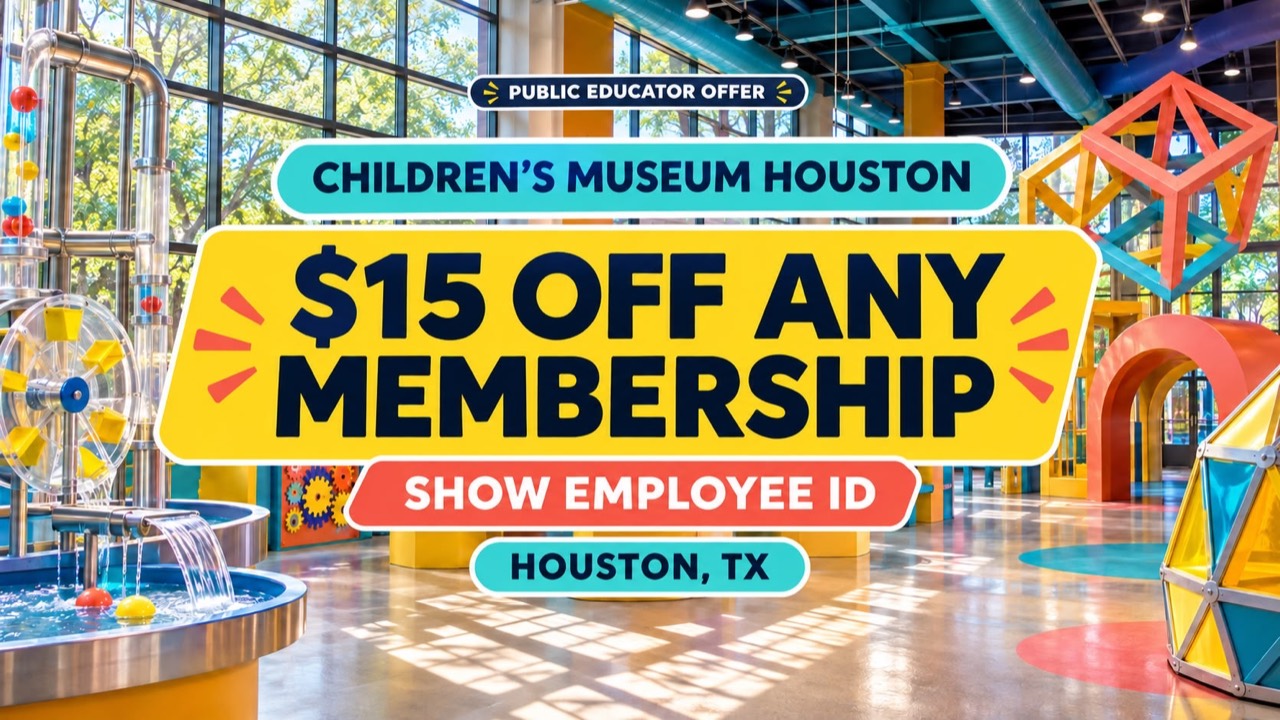 PUBLIC EDUCATOR OFFER
CHILDREN'S MUSEUM HOUSTON
$15 OFF ANY
MEMBERSHIP
SHOW EMPLOYEE ID
HOUSTON, TX